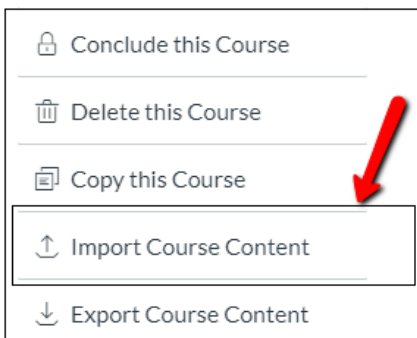 Conclude this Course
Delete this Course
Copy this Course
Import Course Content
Export Course Content